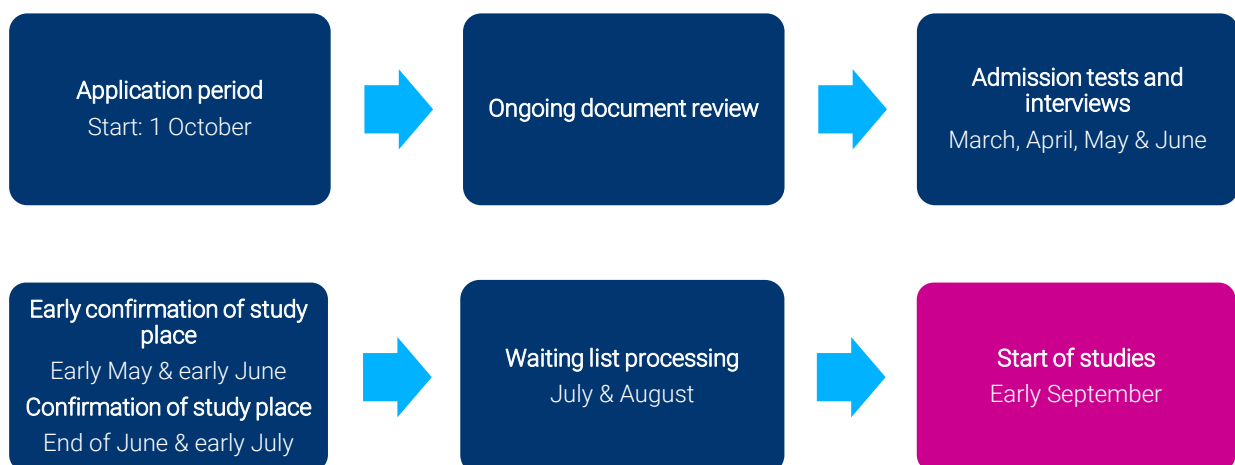 Application period
Start: 1 October
Ongoing document review
Admission tests and
interviews
March, April, May & June
Early confirmation of study
place
Early May & early June
Confirmation of study place
End of June & early July
Waiting list processing
July & August
Start of studies
Early September